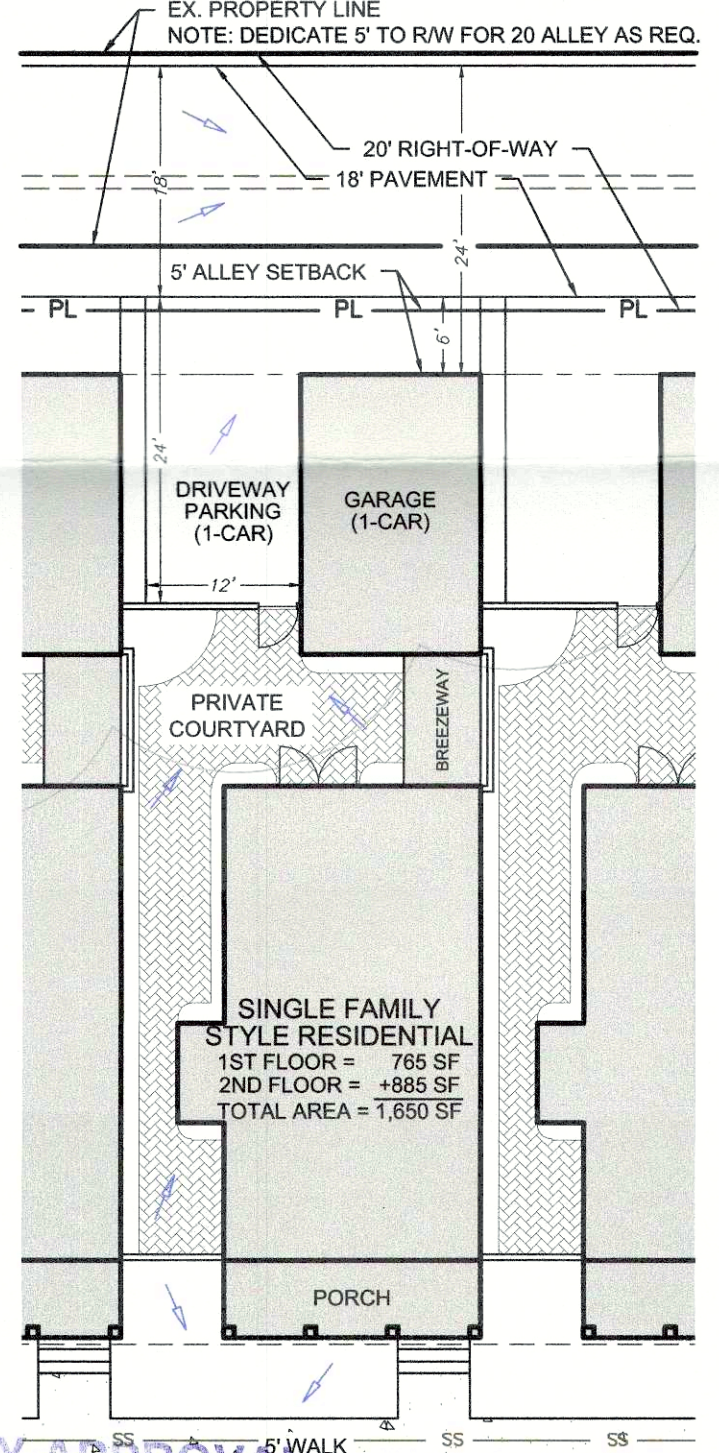 EX. PROPERTY LINE
NOTE: DEDICATE 5' TO R/W FOR 20 ALLEY AS REQ.
20' RIGHT-OF-WAY
18'
18' PAVEMENT
24'
5' ALLEY SETBACK
PL
PL
PL
6'
24'
DRIVEWAY
PARKING
(1-CAR)
GARAGE
(1-CAR)
12'
PRIVATE
COURTYARD
BREEZEWAY
SINGLE FAMILY
STYLE RESIDENTIAL
1ST FLOOR = 765 SF
2ND FLOOR = +885 SF
TOTAL AREA = 1,650 SF
PORCH
SS
5' WALK
SS
SS